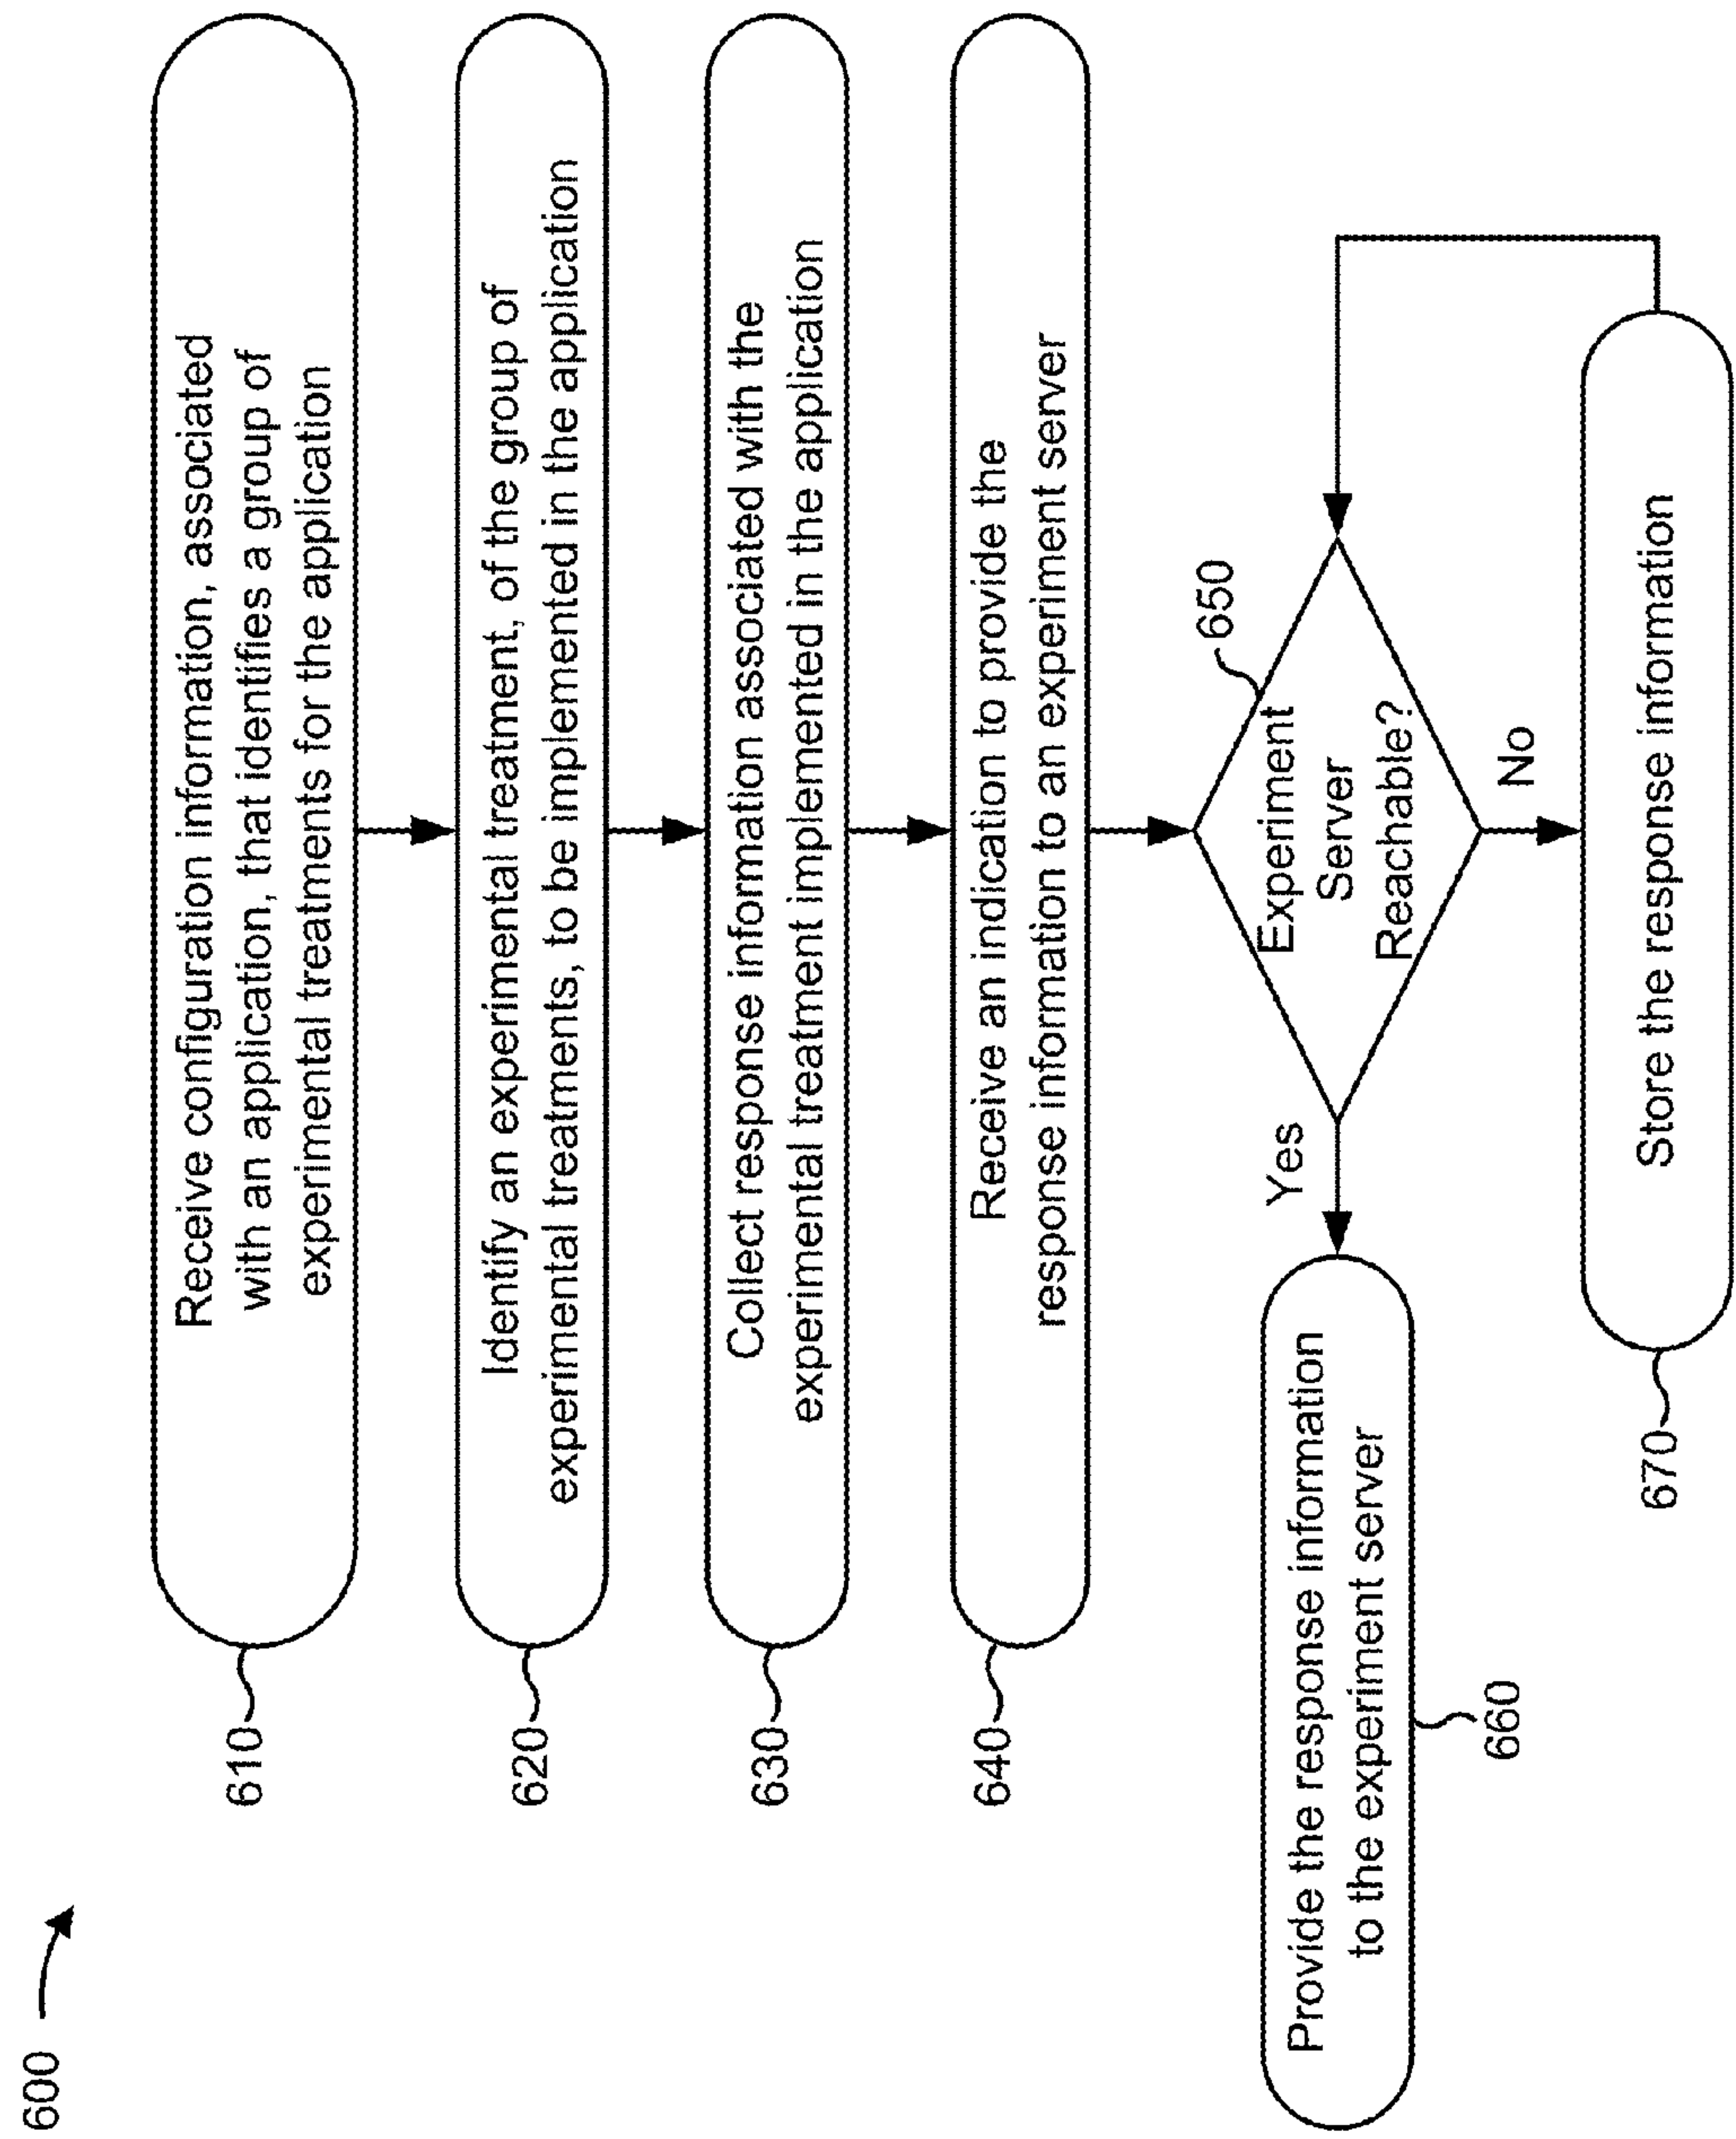 600
610
Receive configuration information, associated
with an application, that identifies a group of
experimental treatments for the application
620
Identify an experimental treatment, of the group of
experimental treatments, to be implemented in the application
630
Collect response information associated with the
experimental treatment implemented in the application
640
Receive an indication to provide the
response information to an experiment server
650
Experiment
Server
Reachable?
Yes
No
Provide the response information
to the experiment server
660
670
Store the response information